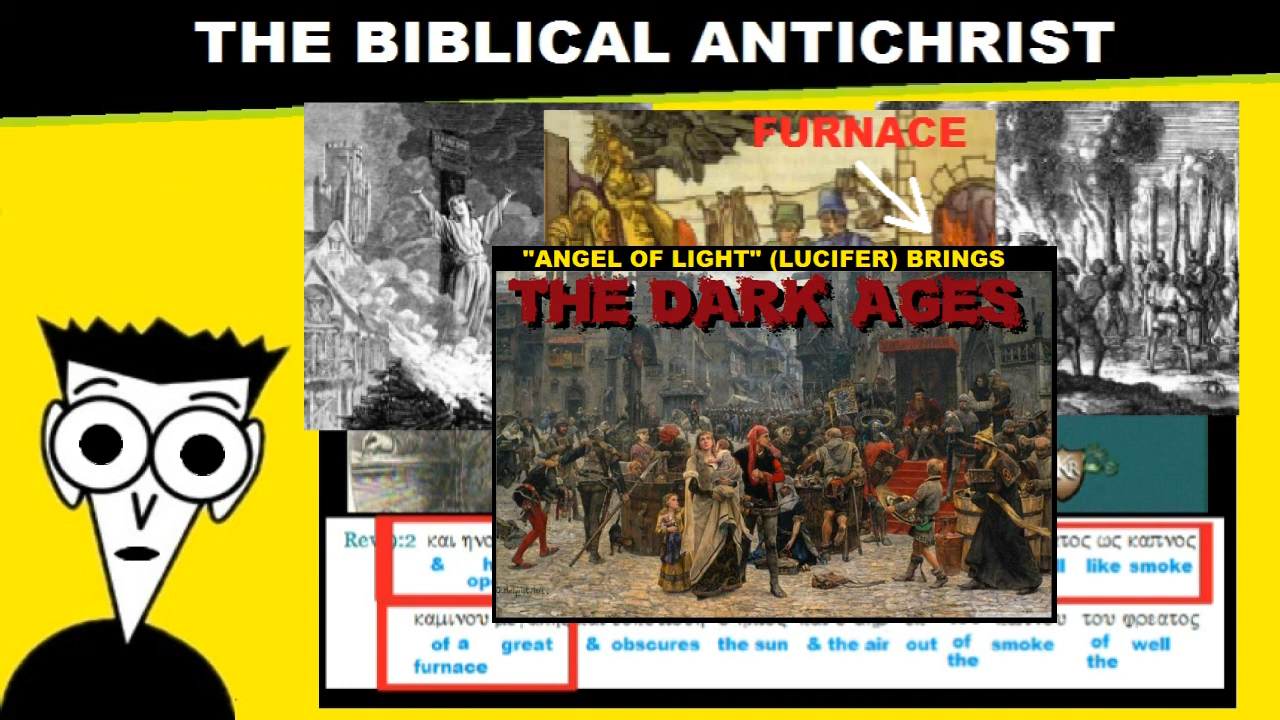 THE BIBLICAL ANTICHRIST
FURNACE
"ANGEL OF LIGHT" (LUCIFER) BRINGS
THE DARK AGES
:2 και ως καπνος
& like smoke
καμινου του φρεατος
of a great & obscures the sun & the air out of the smoke of the well
furnace